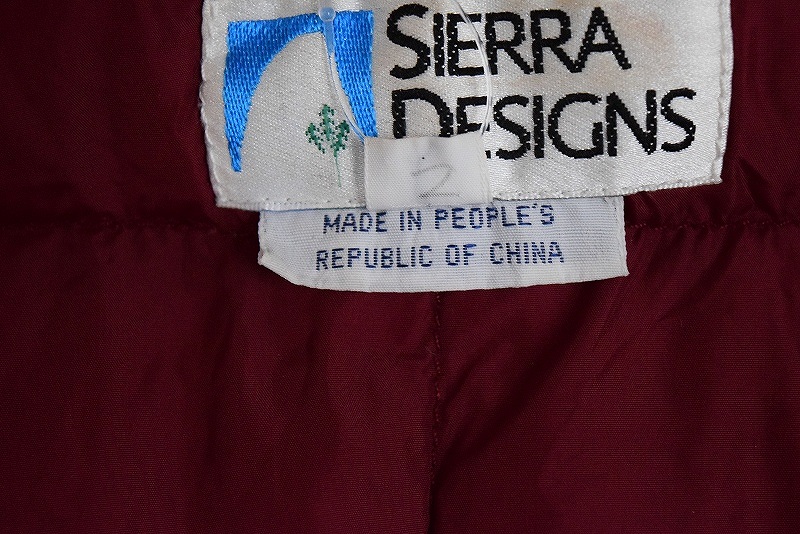 SIERRA
DESIGNS
2
MADE IN PEOPLE'S
REPUBLIC OF CHINA